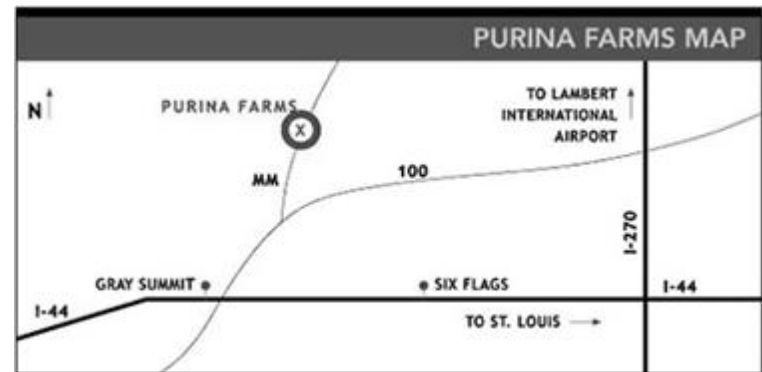 PURINA FARMS MAP
N
PURINA FARMS
X
TO LAMBERT
INTERNATIONAL
AIRPORT
MM
100
I-270
GRAY SUMMIT
SIX FLAGS
I-44
I-44
TO ST. LOUIS